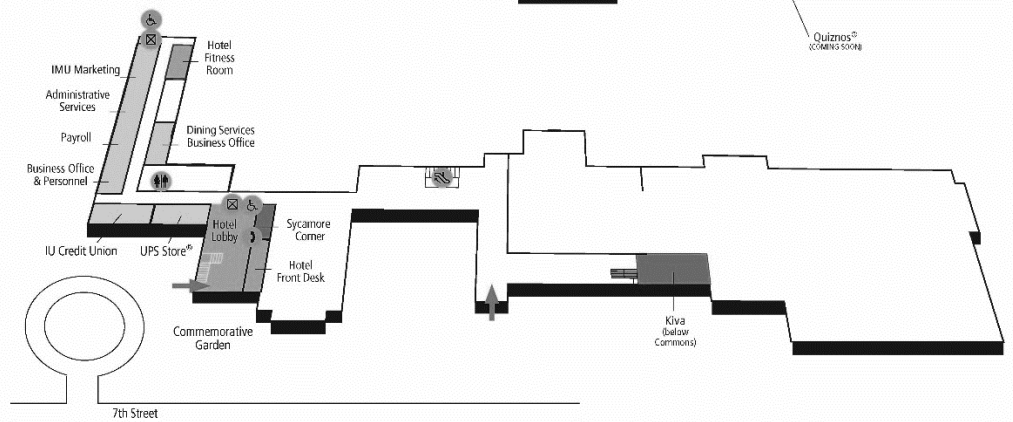 Quiznos®
(COMING SOON)
Hotel
Fitness
Room
IMU Marketing
Administrative
Services
Payroll
Dining Services
Business Office
Business Office
& Personnel
Hotel
Lobby
Sycamore
Corner
IU Credit Union
UPS Store®
Hotel
Front Desk
Commemorative
Garden
Kiva
(below
Commons)
7th Street